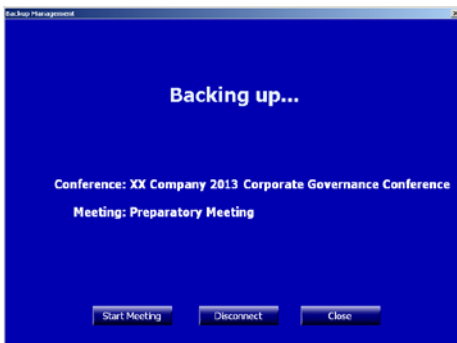 Backup Management
Backing up...
Conference: XX Company 2013 Corporate Governance Conference
Meeting: Preparatory Meeting
Start Meeting Disconnect Close